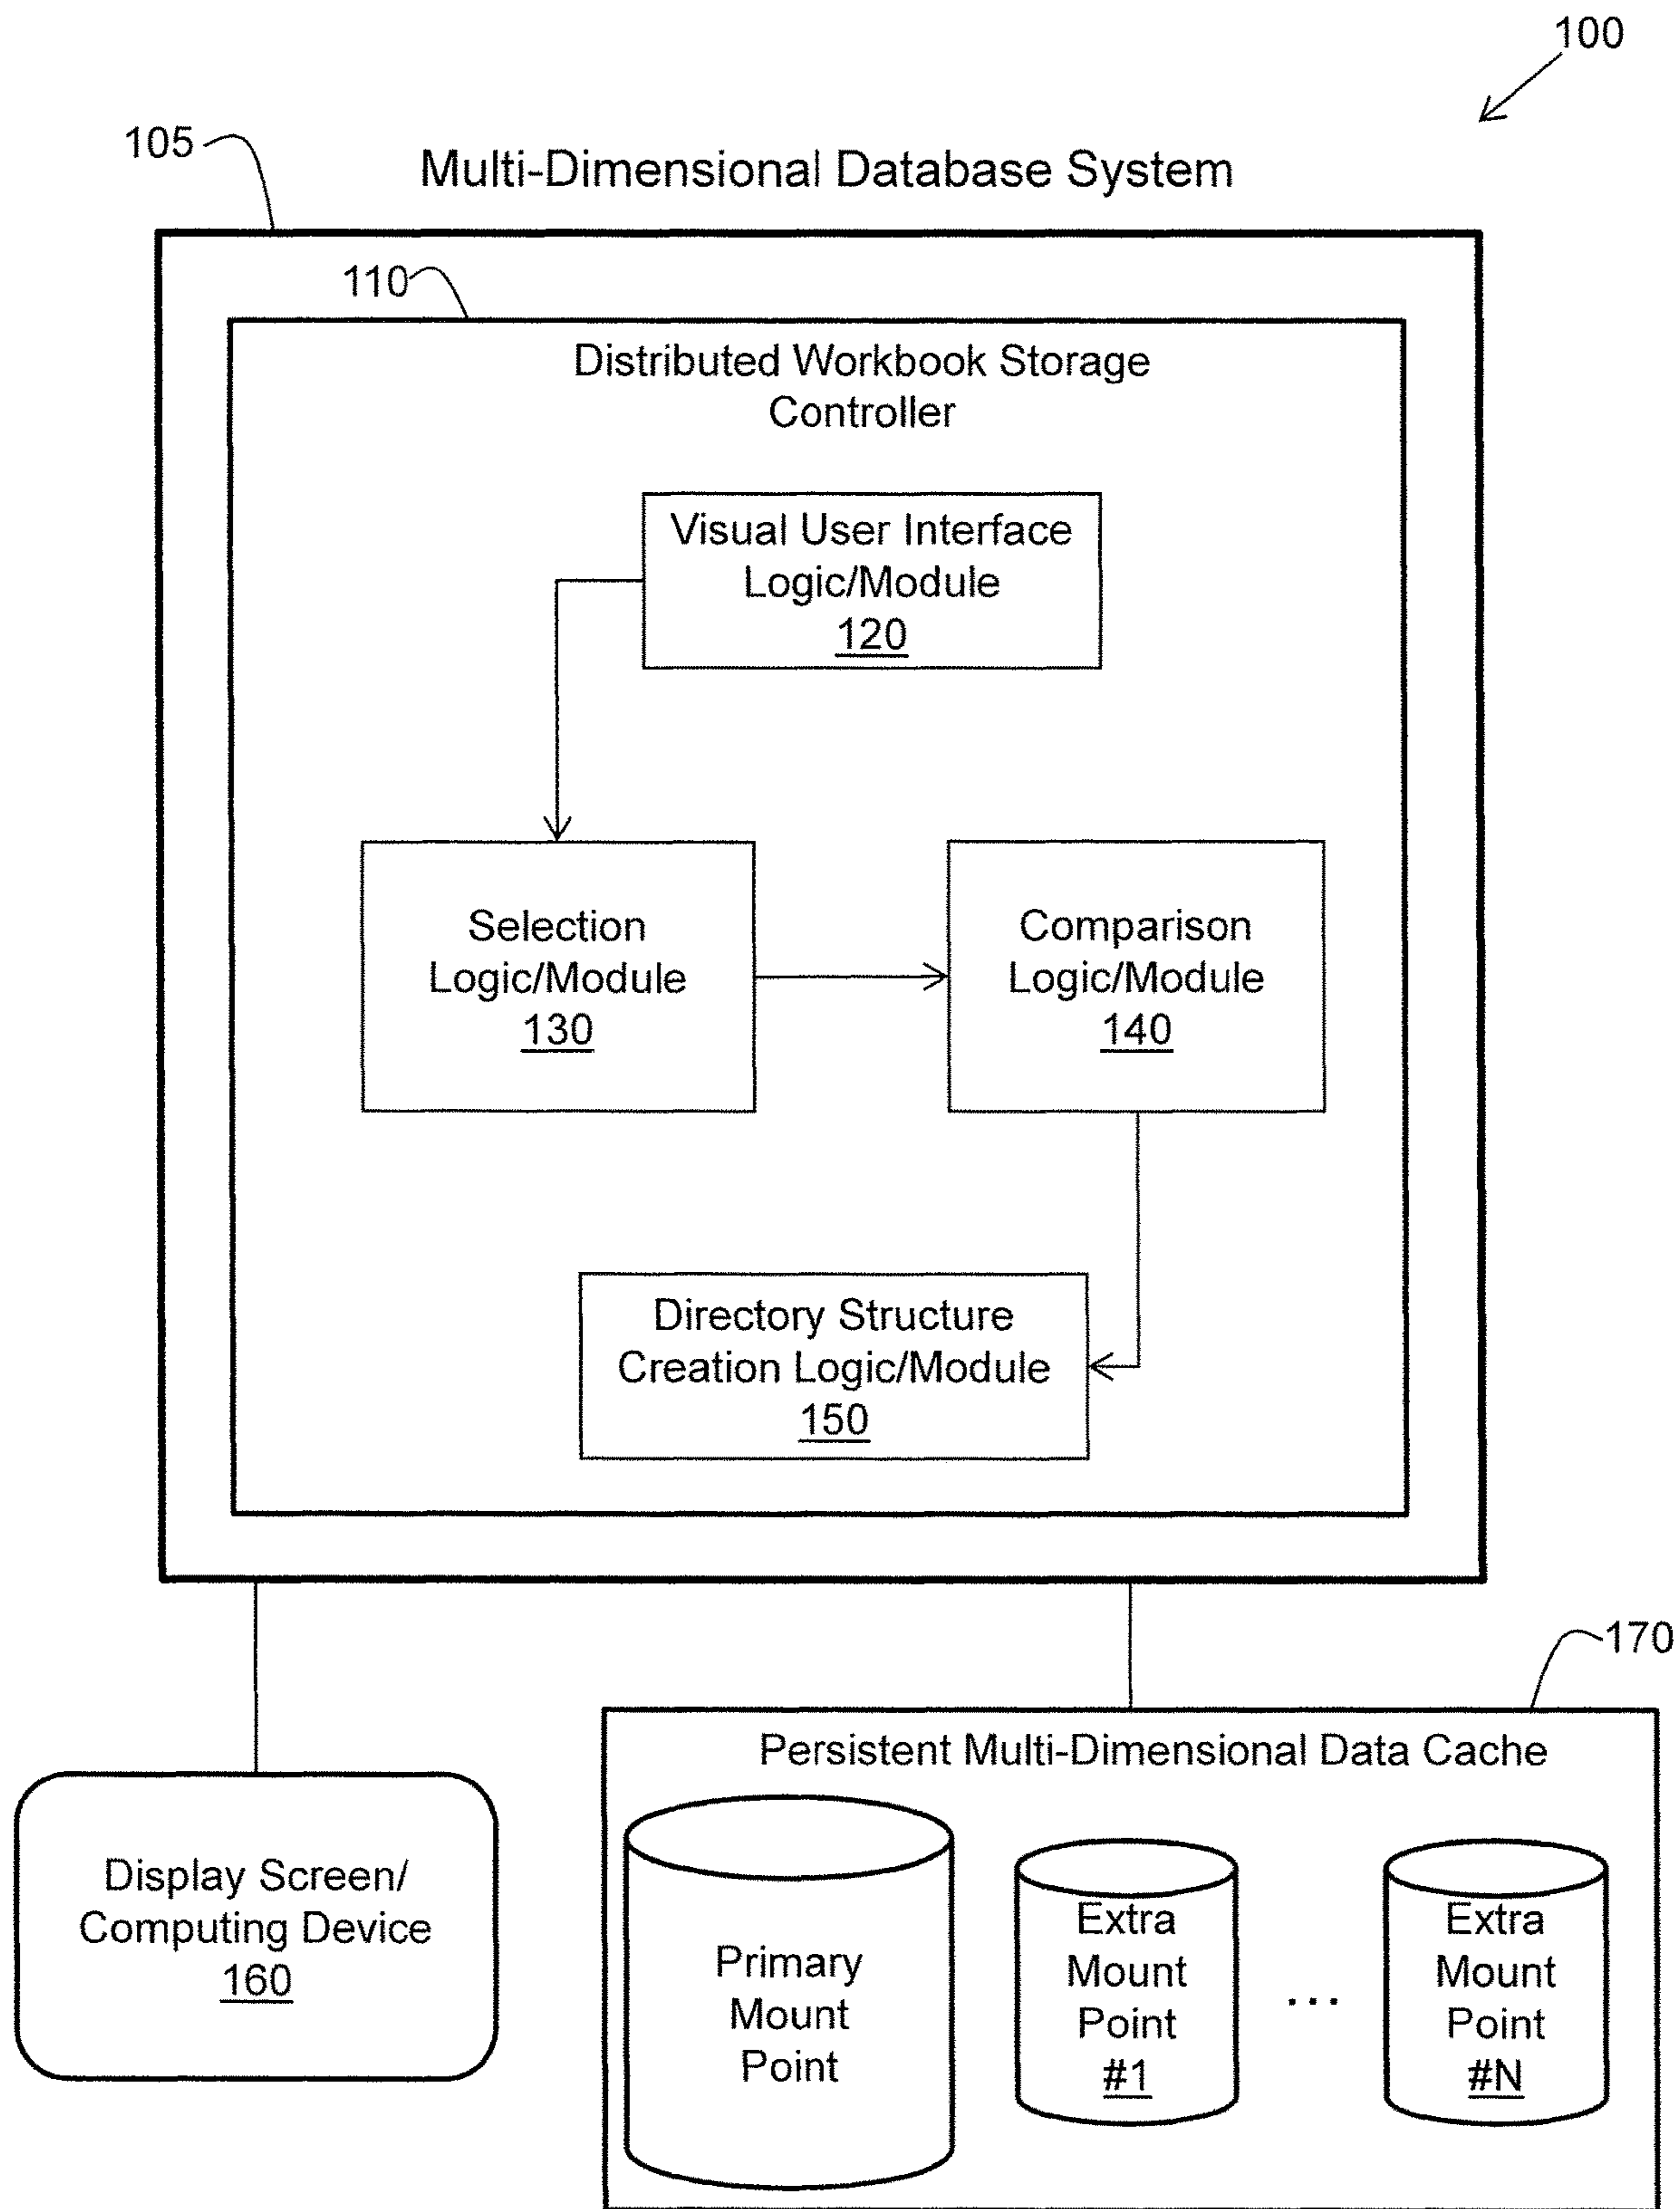 100
105
Multi-Dimensional Database System
110
Distributed Workbook Storage
Controller
Visual User Interface
Logic/Module
120
Selection
Logic/Module
130
Comparison
Logic/Module
140
Directory Structure
Creation Logic/Module
150
170
Persistent Multi-Dimensional Data Cache
Display Screen/
Computing Device
160
Primary
Mount
Point
Extra
Mount
Point
#1
...
Extra
Mount
Point
#N